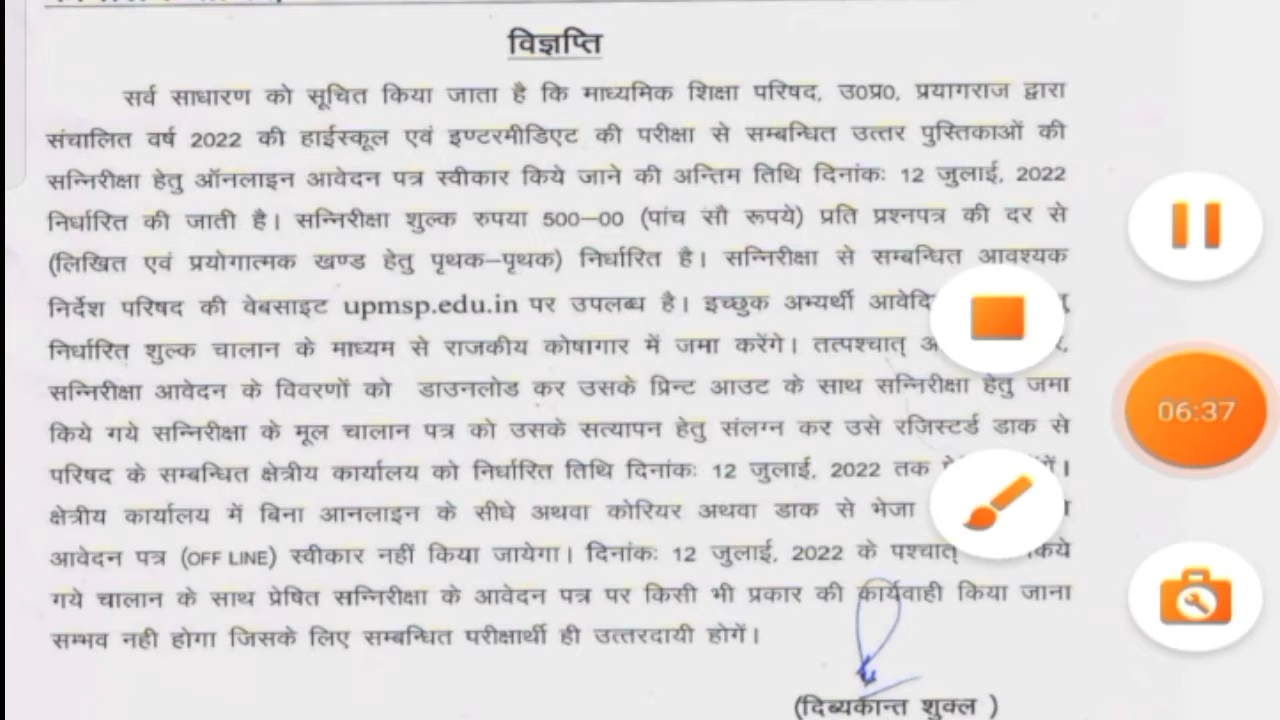 विज्ञप्ति
सर्व साधारण को सूचित किया जाता है कि माध्यमिक शिक्षा परिषद, उ0प्र0, प्रयागराज द्वारा
संचालित वर्ष 2022 की हाईस्कूल एवं इण्टरमीडिएट की परीक्षा से सम्बन्धित उत्तर पुस्तिकाओं की
सन्निरीक्षा हेतु ऑनलाइन आवेदन पत्र स्वीकार किये जाने की अन्तिम तिथि दिनांकः 12 जुलाई, 2022
निर्धारित की जाती है। सन्निरीक्षा शुल्क रुपया 500–00 (पांच सौ रूपये) प्रति प्रश्नपत्र की दर से
(लिखित एवं प्रयोगात्मक खण्ड हेतु पृथक–पृथक) निर्धारित है। सन्निरीक्षा से सम्बन्धित आवश्यक
निर्देश परिषद की वेबसाइट upmsp.edu.in पर उपलब्ध है। इच्छुक अभ्यर्थी
निर्धारित शुल्क चालान के माध्यम से राजकीय कोषागार में जमा करेंगे। तत्पश्चात्
सन्निरीक्षा आवेदन के विवरणों को डाउनलोड कर उसके प्रिन्ट आउट के साथ सन्निरीक्षा हेतु जमा
किये गये सन्निरीक्षा के मूल चालान पत्र को उसके सत्यापन हेतु संलग्न कर उसे रजिस्टर्ड डाक से
परिषद के सम्बन्धित क्षेत्रीय कार्यालय को निर्धारित तिथि दिनांकः 12 जुलाई, 2022 तक
क्षेत्रीय कार्यालय में बिना आनलाइन के सीधे अथवा कोरियर अथवा डाक से भेजा
आवेदन पत्र (OFF LINE) स्वीकार नहीं किया जायेगा। दिनांकः 12 जुलाई, 2022 के पश्चात्
गये चालान के साथ प्रेषित सन्निरीक्षा के आवेदन पत्र पर किसी भी प्रकार की कार्यवाही किया जाना
सम्भव नही होगा जिसके लिए सम्बन्धित परीक्षार्थी ही उत्तरदायी होगें।
(दिब्यकान्त शुक्ल )
06:37